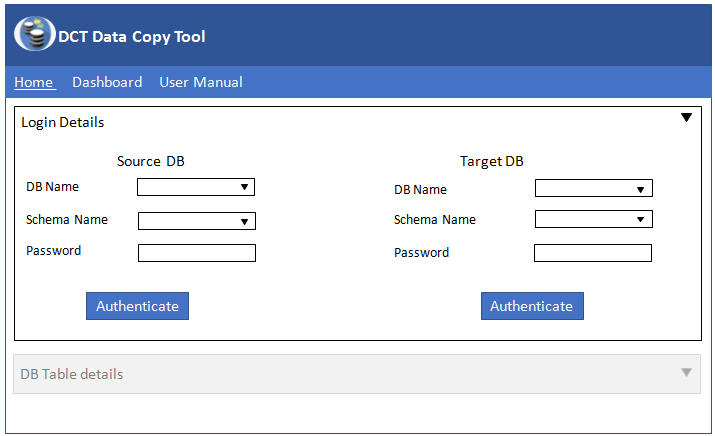 DCT Data Copy Tool
Home Dashboard User Manual
Login Details
Source DB
DB Name
Schema Name
Password
Authenticate
Target DB
DB Name
Schema Name
Password
Authenticate
DB Table details